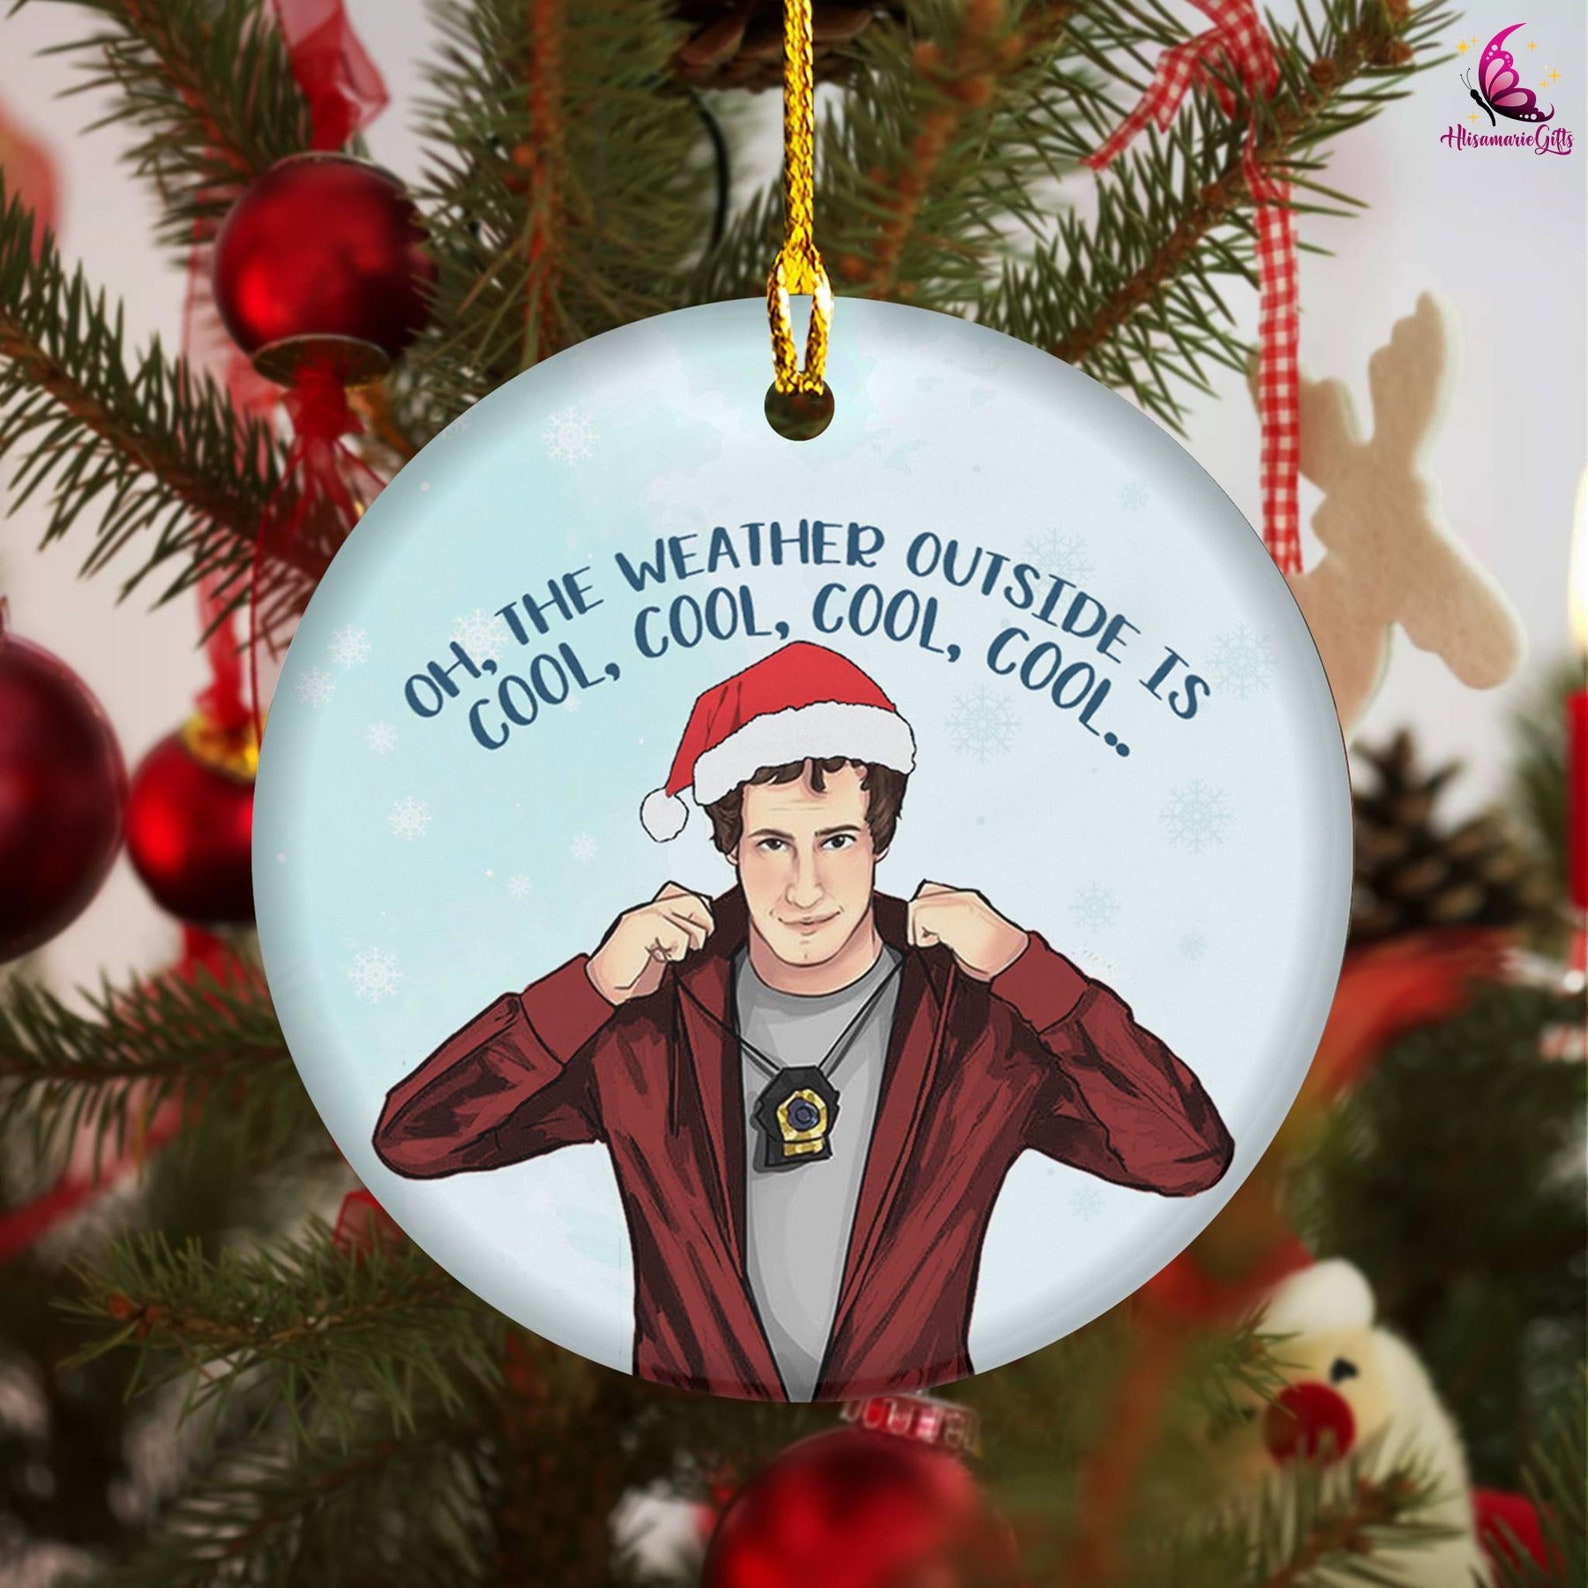 HlisamarieGifts
OH, THE WEATHER OUTSIDE IS
COOL, COOL, COOL, COOL..